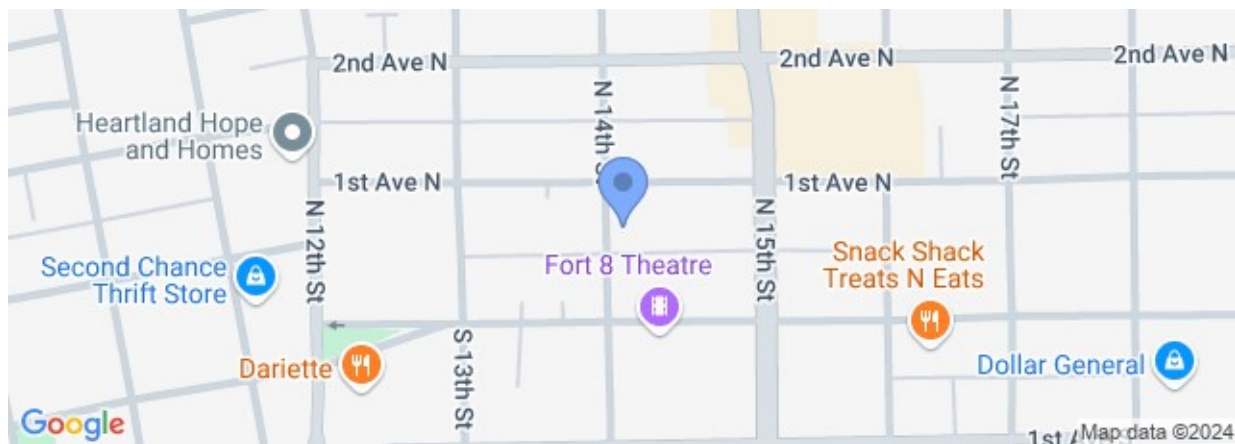 2nd Ave N
2nd Ave N
2nd Ave N
N 14th St
N 17th St
Heartland Hope
and Homes
1st Ave N
1st Ave N
N 12th St
N 15th St
Second Chance
Thrift Store
Fort 8 Theatre
Snack Shack
Treats N Eats
S 13th St
Dariette
Dollar General
Google
1st Av
Map data ©2024